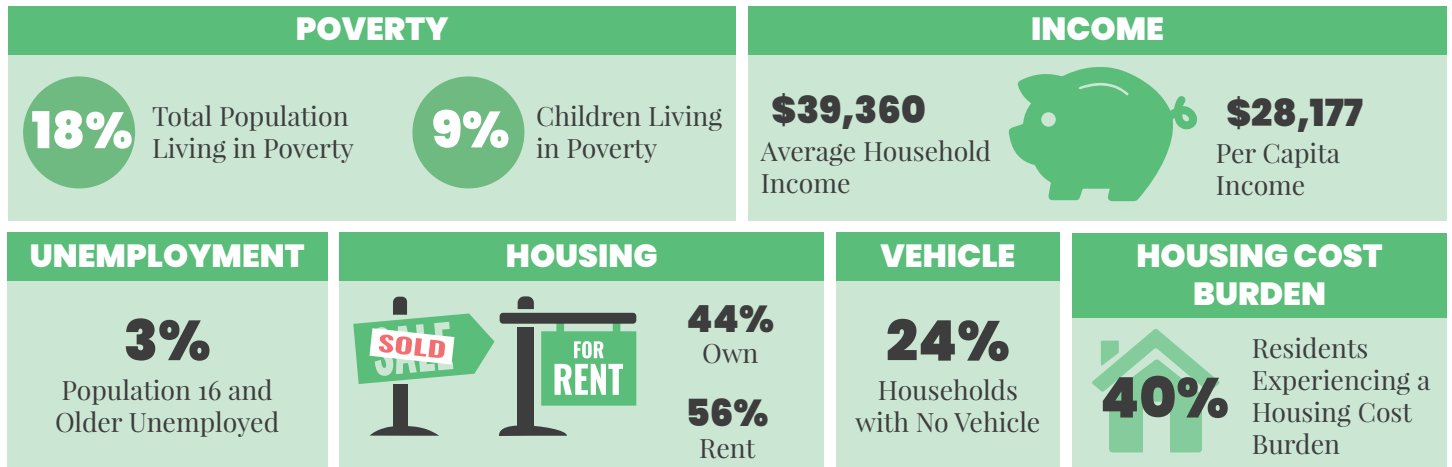 POVERTY
18%
Total Population
Living in Poverty
9%
Children Living
in Poverty
INCOME
$39,360
Average Household
Income
$28,177
Per Capita
Income
UNEMPLOYMENT
3%
Population 16 and
Older Unemployed
HOUSING
SALE
SOLD
FOR
RENT
44%
Own
56%
Rent
VEHICLE
24%
Households
with No Vehicle
HOUSING COST
BURDEN
40%
Residents
Experiencing a
Housing Cost
Burden